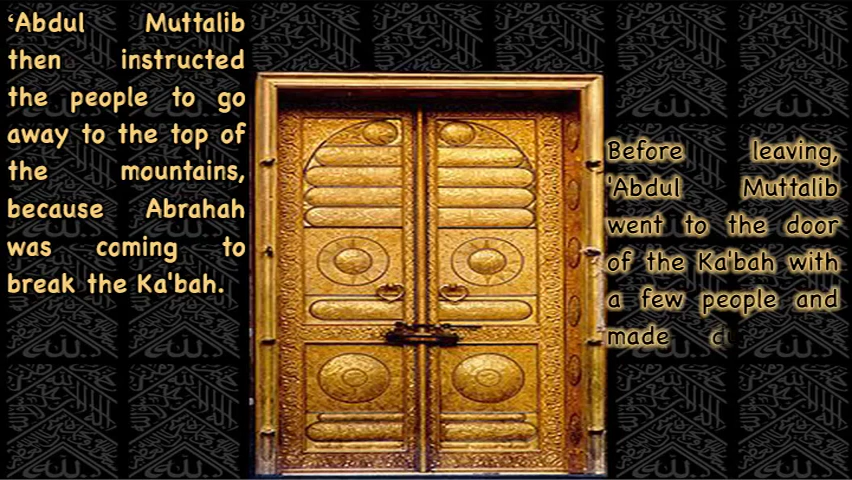 ‘Abdul Muttalib
then instructed
the people to go
away to the top of
the mountains,
because Abrahah
was coming to
break the Ka'bah.
Before leaving,
'Abdul Muttalib
went to the door
of the Ka'bah with
a few people and
made